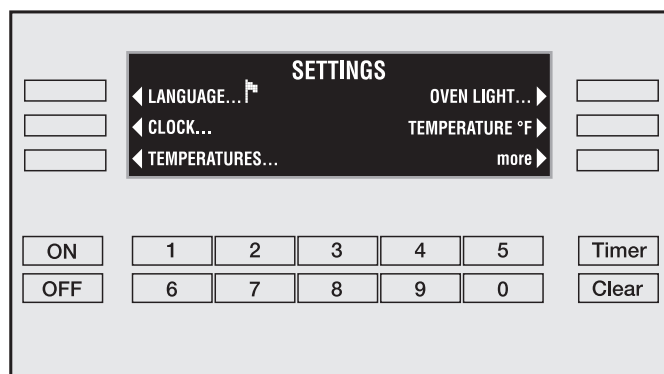 SETTINGS
LANGUAGE... OVEN LIGHT...
CLOCK... TEMPERATURE °F
TEMPERATURES... more
ON 1 2 3 4 5 Timer
OFF 6 7 8 9 0 Clear